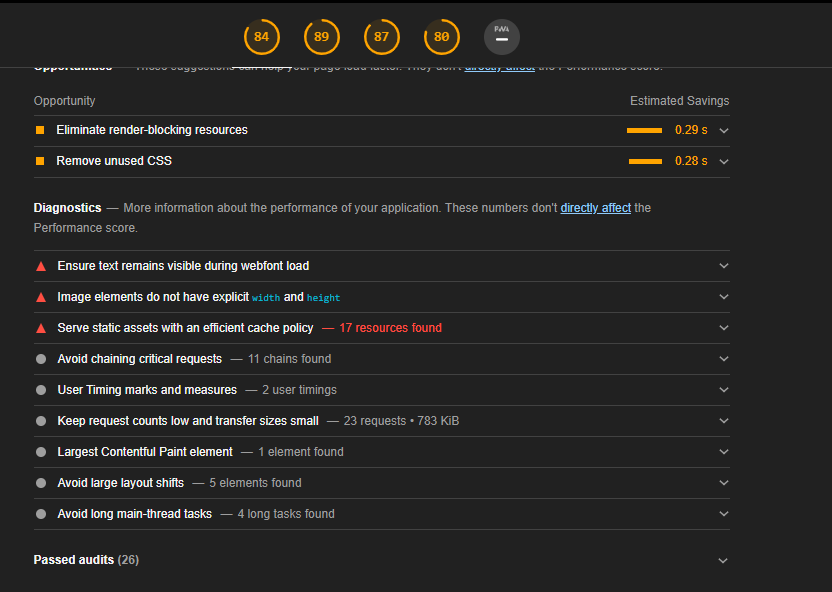 84 89 87 80 PWA
Opportunities — These suggestions can help your page load faster. They don't directly affect the Performance score.
Opportunity Estimated Savings
Eliminate render-blocking resources 0.29 s
Remove unused CSS 0.28 s
Diagnostics — More information about the performance of your application. These numbers don't directly affect the
Performance score.
Ensure text remains visible during webfont load
Image elements do not have explicit width and height
Serve static assets with an efficient cache policy — 17 resources found
Avoid chaining critical requests — 11 chains found
User Timing marks and measures — 2 user timings
Keep request counts low and transfer sizes small — 23 requests • 783 KiB
Largest Contentful Paint element — 1 element found
Avoid large layout shifts — 5 elements found
Avoid long main-thread tasks — 4 long tasks found
Passed audits (26)